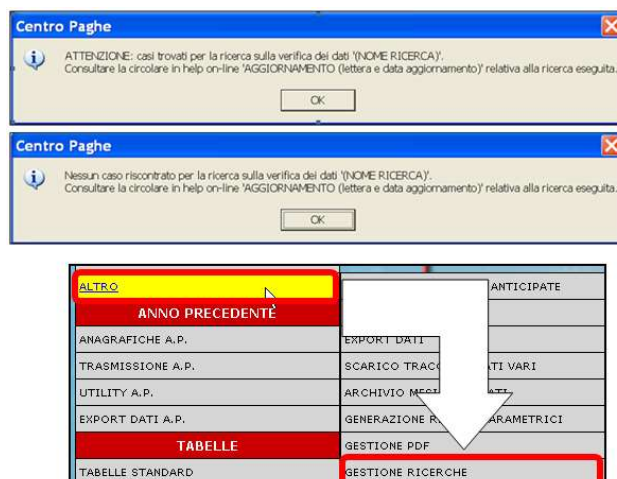 Centro Paghe
ATTENZIONE: casi trovati per la ricerca sulla verifica dei dati '(NOME RICERCA)'.
Consultare la circolare in help on-line 'AGGIORNAMENTO (lettera e data aggiornamento)' relativa alla ricerca eseguita.
OK
Centro Paghe
Nessun caso riscontrato per la ricerca sulla verifica dei dati '(NOME RICERCA)'.
Consultare la circolare in help on-line 'AGGIORNAMENTO (lettera e data aggiornamento)' relativa alla ricerca eseguita.
OK
ALTRO
ANTICIPATE
ANNO PRECEDENTE
ANAGRAFICHE A.P.
EXPORT DATI
TRASMISSIONE A.P.
SCARICO
VARI
UTILITY A.P.
ARCHIVIO
EXPORT DATI A.P.
GENERAZIONE
TABELLE
GESTIONE PDF
TABELLE STANDARD
GESTIONE RICERCHE